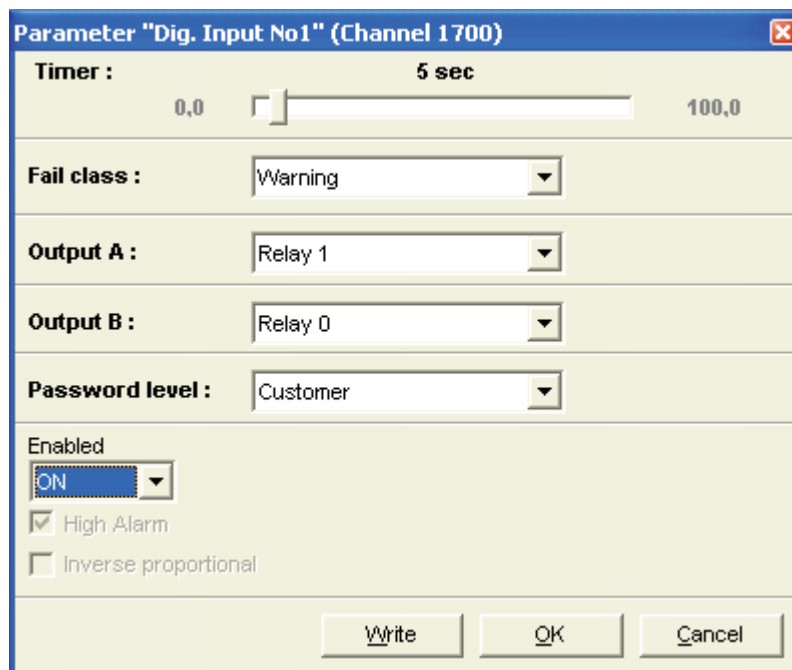 Parameter "Dig. Input No1" (Channel 1700)
Timer :
5 sec
0,0
100,0
Fail class :
Warning
Output A :
Relay 1
Output B :
Relay 0
Password level :
Customer
Enabled
ON
High Alarm
Inverse proportional
Write
OK
Cancel